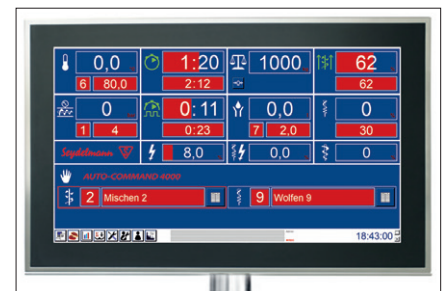 0,0 1:20 1000 62
6 80,0 2:12 62
0 0:11 0,0 0
1 4 0:23 7 2,0 30
Seydelmann 8,0 0,0 0
AUTO-COMMAND 4000
2 Mischen 2 9 Wolfen 9
18:43:00